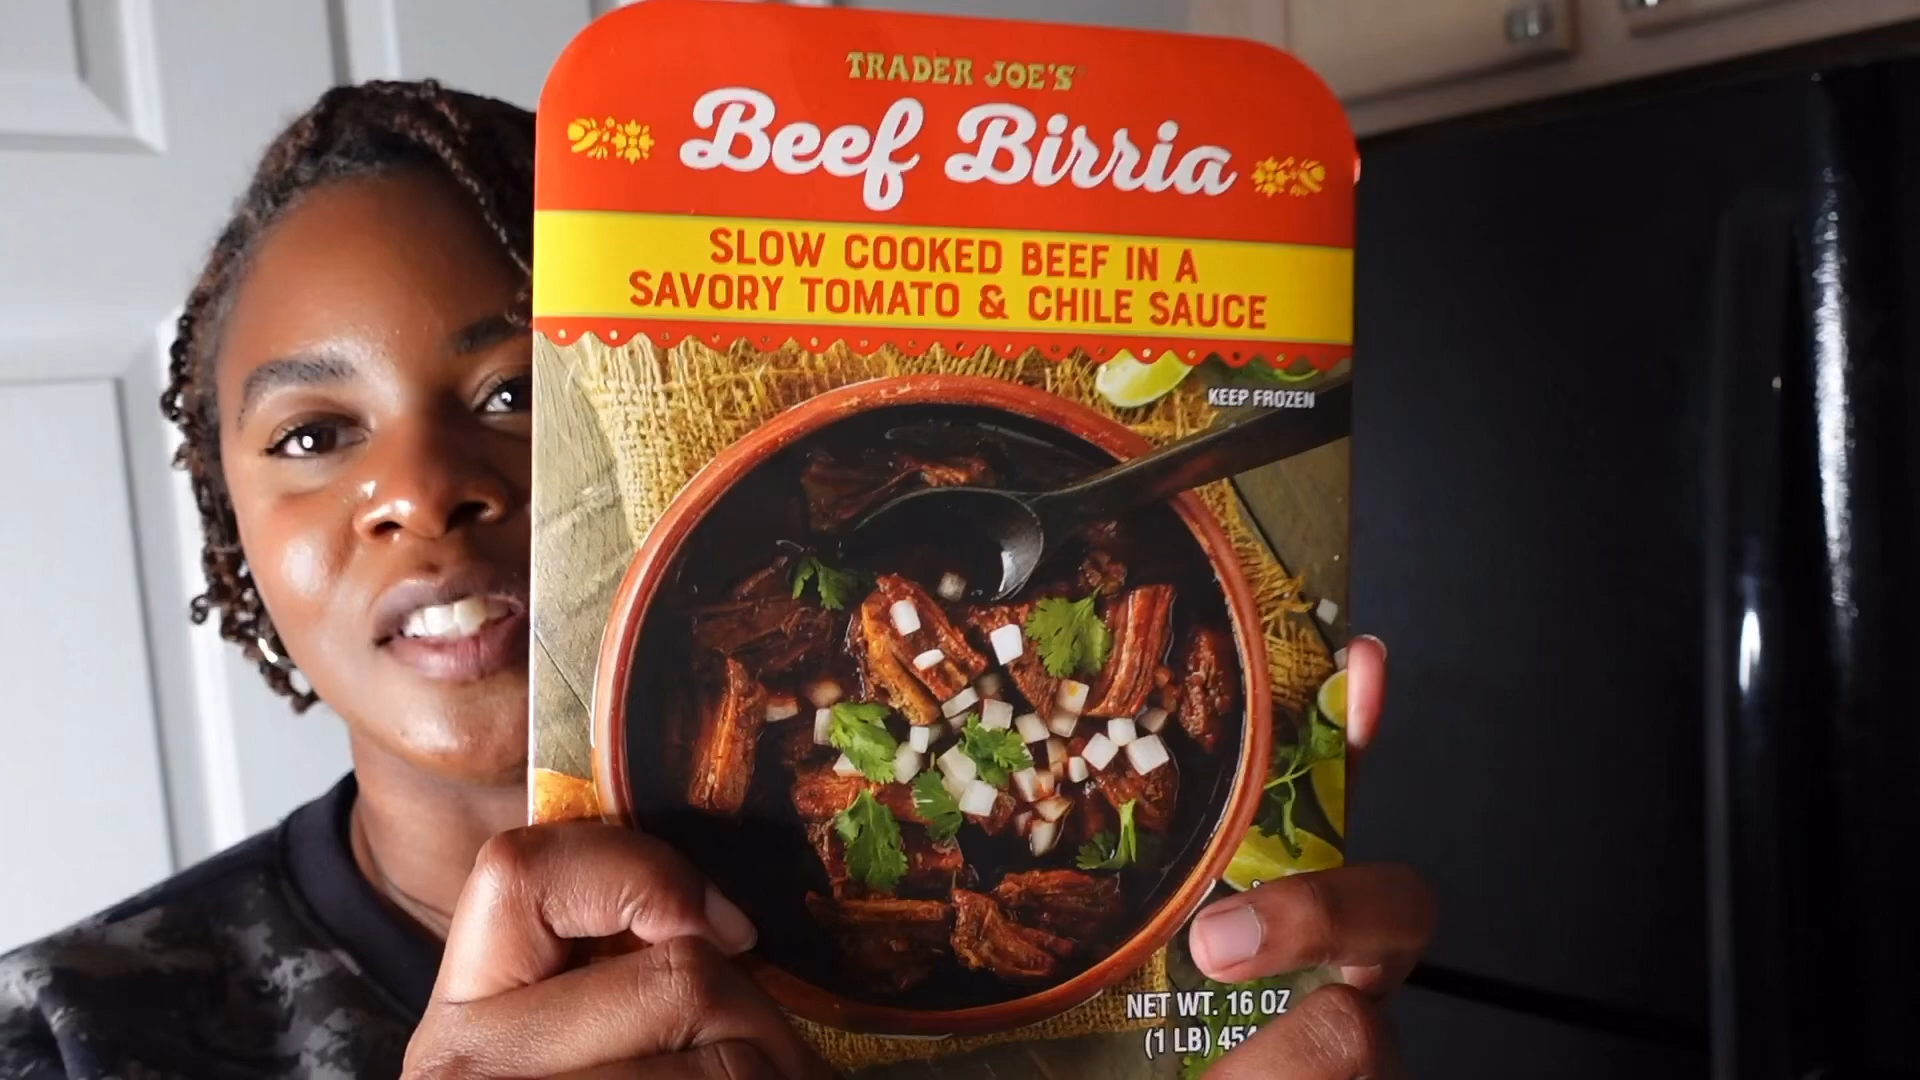 TRADER JOE'S
Beef Birria
SLOW COOKED BEEF IN A
SAVORY TOMATO & CHILE SAUCE
KEEP FROZEN
NET WT. 16 OZ
(1 LB) 454